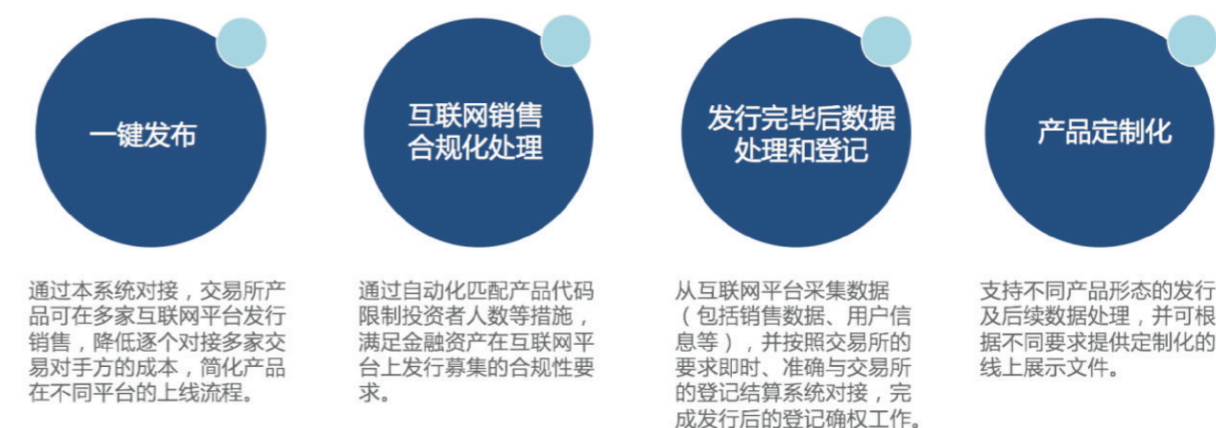 一键发布
通过本系统对接，交易所产
品可在多家互联网平台发行
销售，降低逐个对接多家交
易对手方的成本，简化产品
在不同平台的上线流程。
互联网销售
合规化处理
通过自动化匹配产品代码
限制投资者人数等措施，
满足金融资产在互联网平
台上发行募集的合规性要
求。
发行完毕后数据
处理和登记
从互联网平台采集数据
（包括销售数据、用户信
息等），并按照交易所的
要求即时、准确与交易所
的登记结算系统对接，完
成发行后的登记确权工作。
产品定制化
支持不同产品形态的发行
及后续数据处理，并可根
据不同要求提供定制化的
线上展示文件。